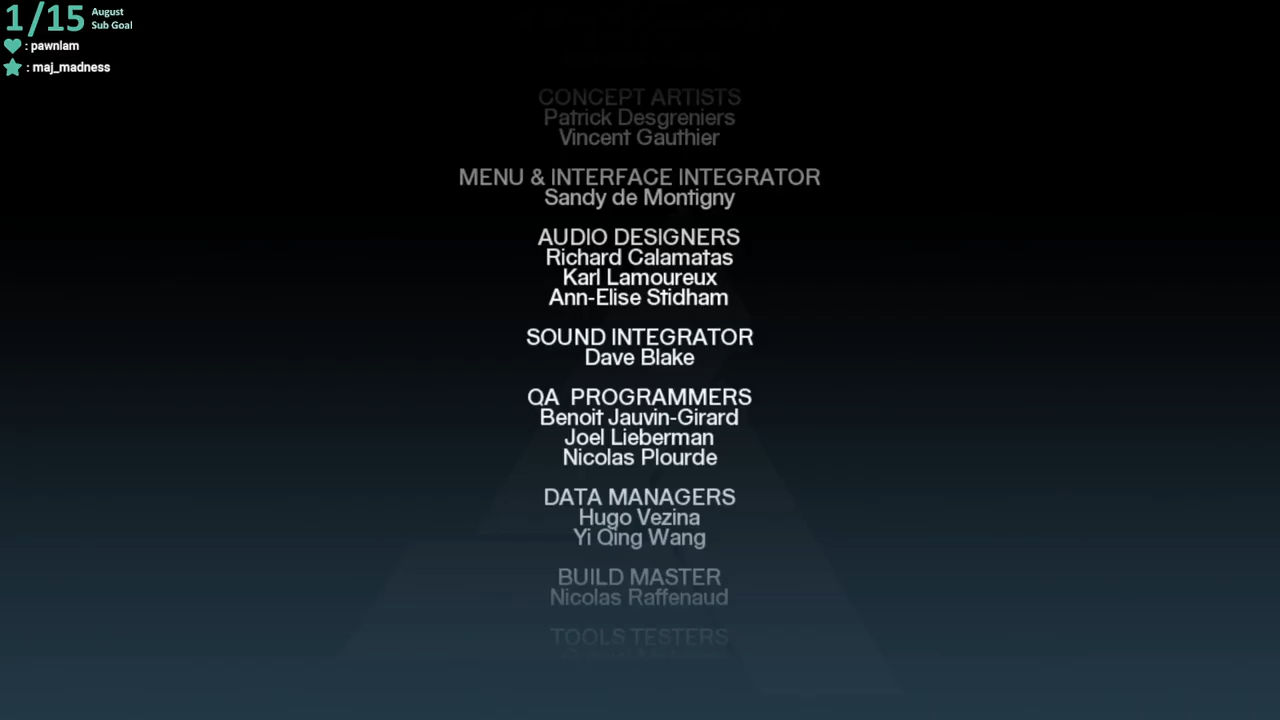 1/15 August
Sub Goal
: pawnlam
: maj_madness
CONCEPT ARTISTS
Patrick Desgreniers
Vincent Gauthier
MENU & INTERFACE INTEGRATOR
Sandy de Montigny
AUDIO DESIGNERS
Richard Calamatas
Karl Lamoureux
Ann-Elise Stidham
SOUND INTEGRATOR
Dave Blake
QA PROGRAMMERS
Benoit Jauvin-Girard
Joel Lieberman
Nicolas Plourde
DATA MANAGERS
Hugo Vezina
Yi Qing Wang
BUILD MASTER
Nicolas Raffenaud
TOOLS TESTERS